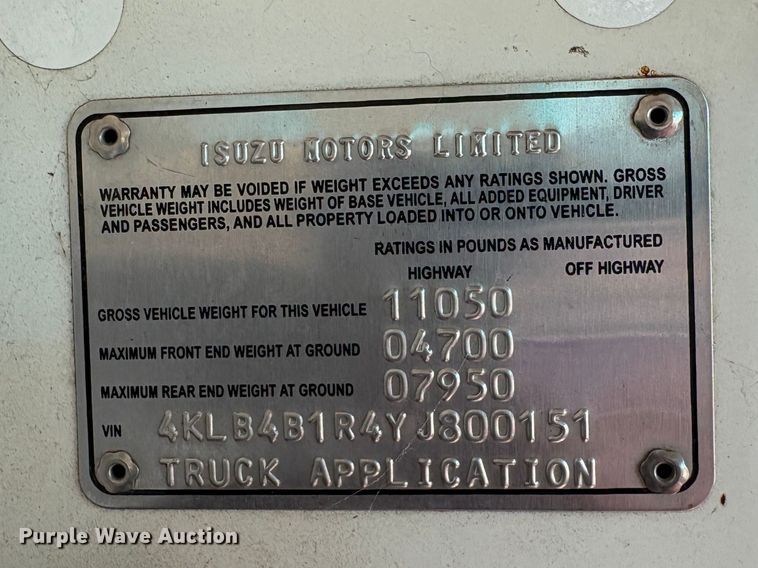 ISUZU MOTORS LIMITED
WARRANTY MAY BE VOIDED IF WEIGHT EXCEEDS ANY RATINGS SHOWN. GROSS
VEHICLE WEIGHT INCLUDES WEIGHT OF BASE VEHICLE, ALL ADDED EQUIPMENT, DRIVER
AND PASSENGERS, AND ALL PROPERTY LOADED INTO OR ONTO VEHICLE.
RATINGS IN POUNDS AS MANUFACTURED
HIGHWAY OFF HIGHWAY
GROSS VEHICLE WEIGHT FOR THIS VEHICLE 11050
MAXIMUM FRONT END WEIGHT AT GROUND 04700
MAXIMUM REAR END WEIGHT AT GROUND 07950
VIN 4KLB4B1R4YJ800151
TRUCK APPLICATION
Purple Wave Auction